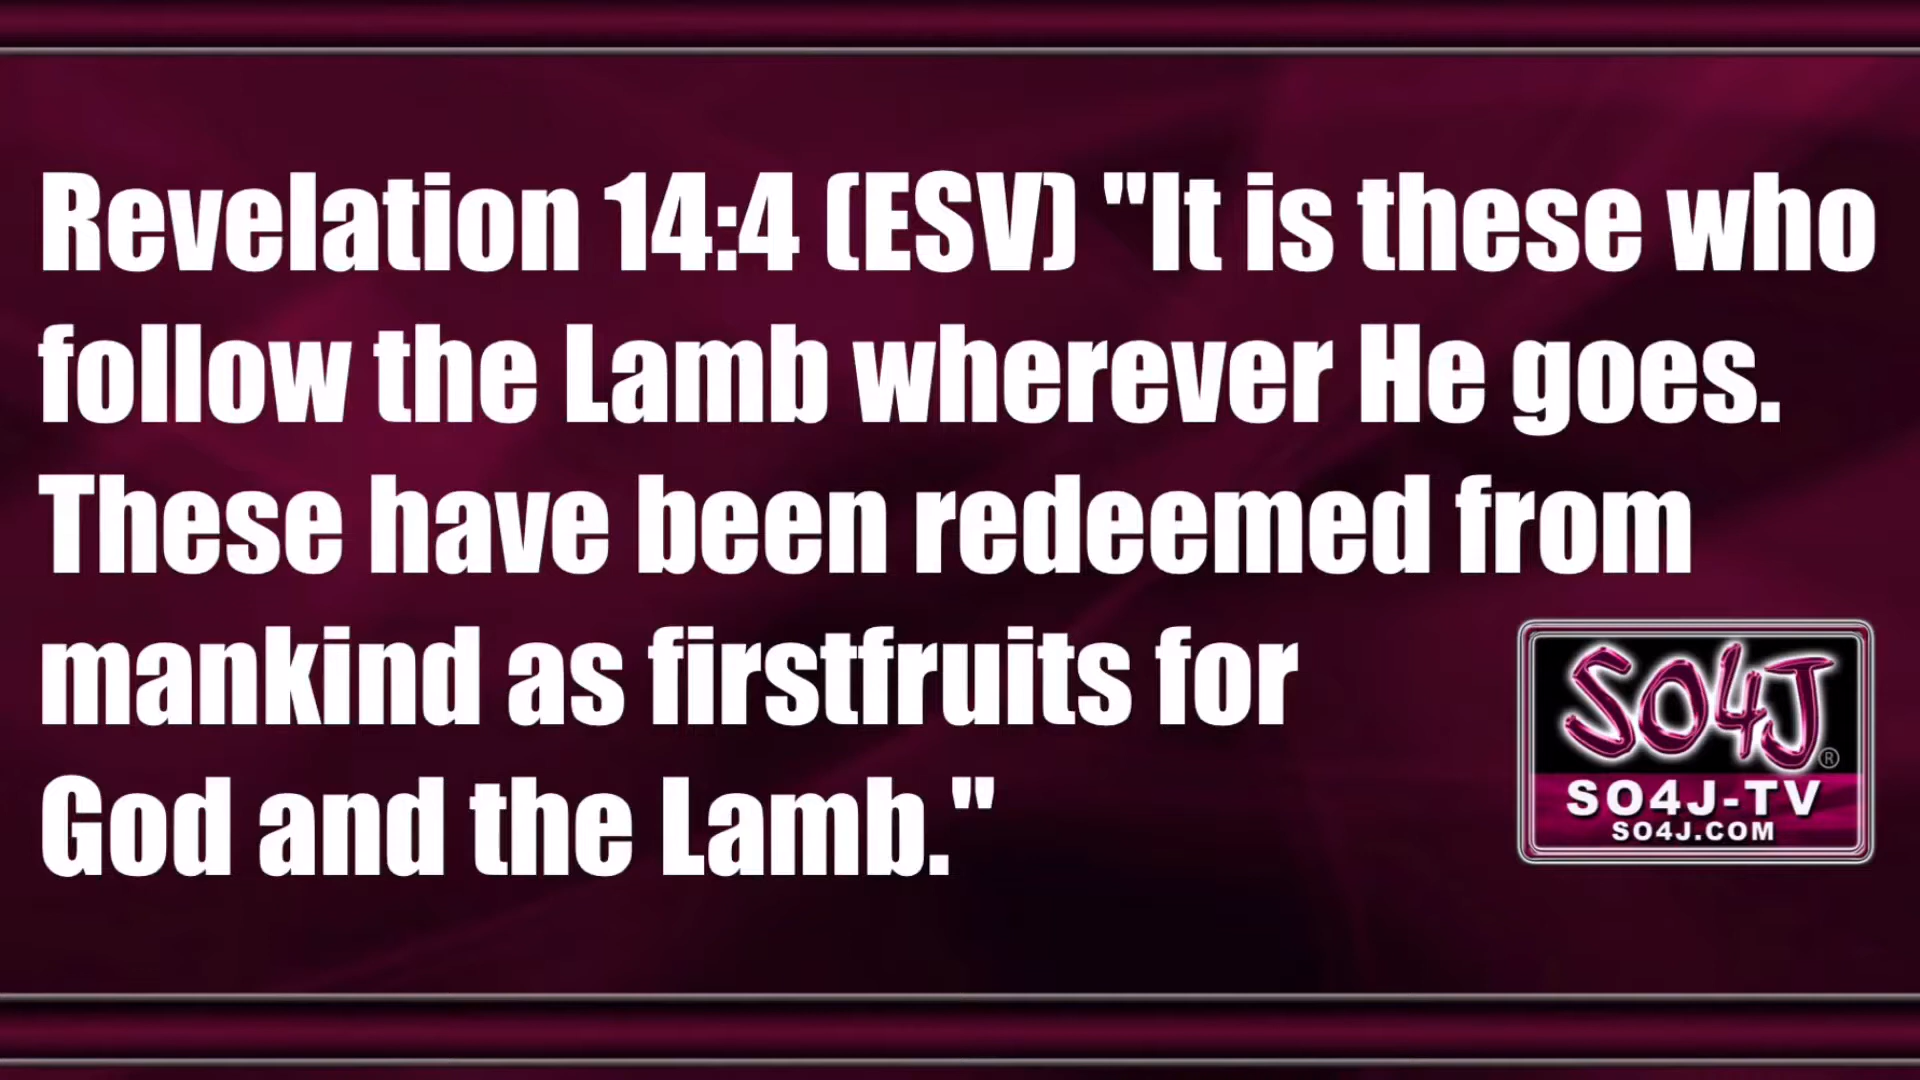 Revelation 14:4 (ESV) "It is these who
follow the Lamb wherever He goes.
These have been redeemed from
mankind as firstfruits for
God and the Lamb."
SO4J®
SO4J-TV
SO4J.COM